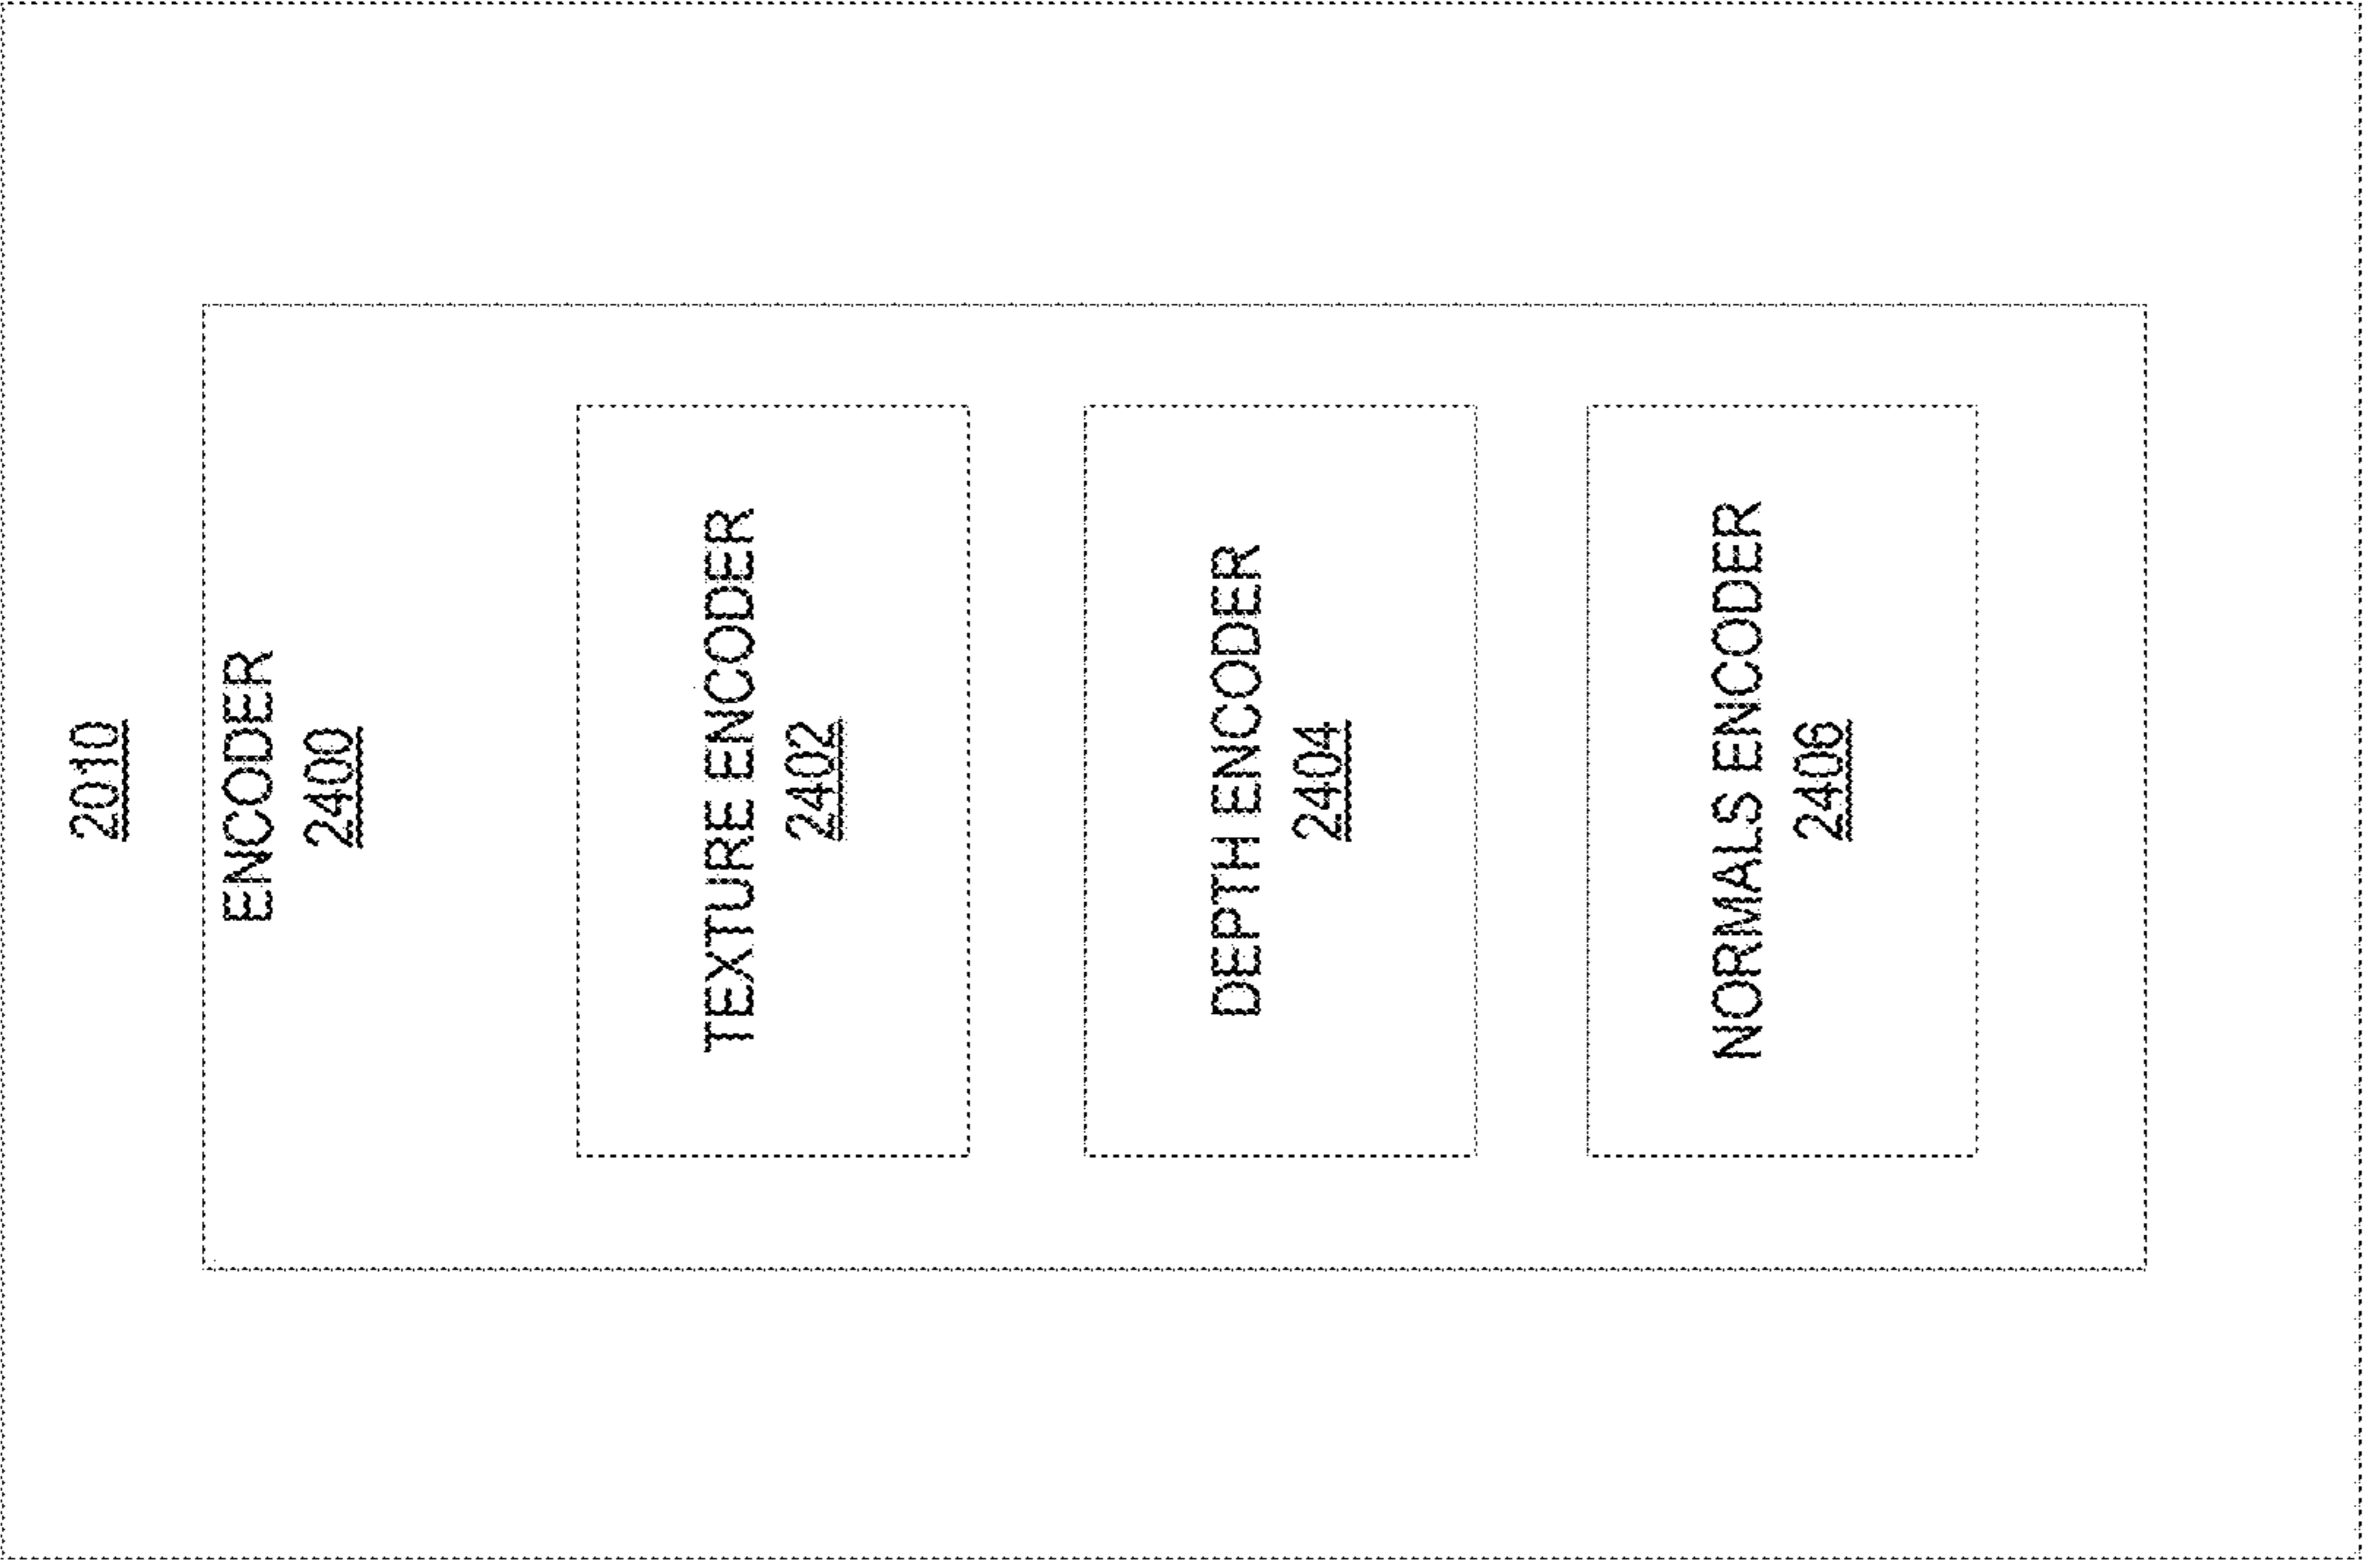 2010
ENCODER
2400
TEXTURE ENCODER
2402
DEPTH ENCODER
2404
NORMALS ENCODER
2406